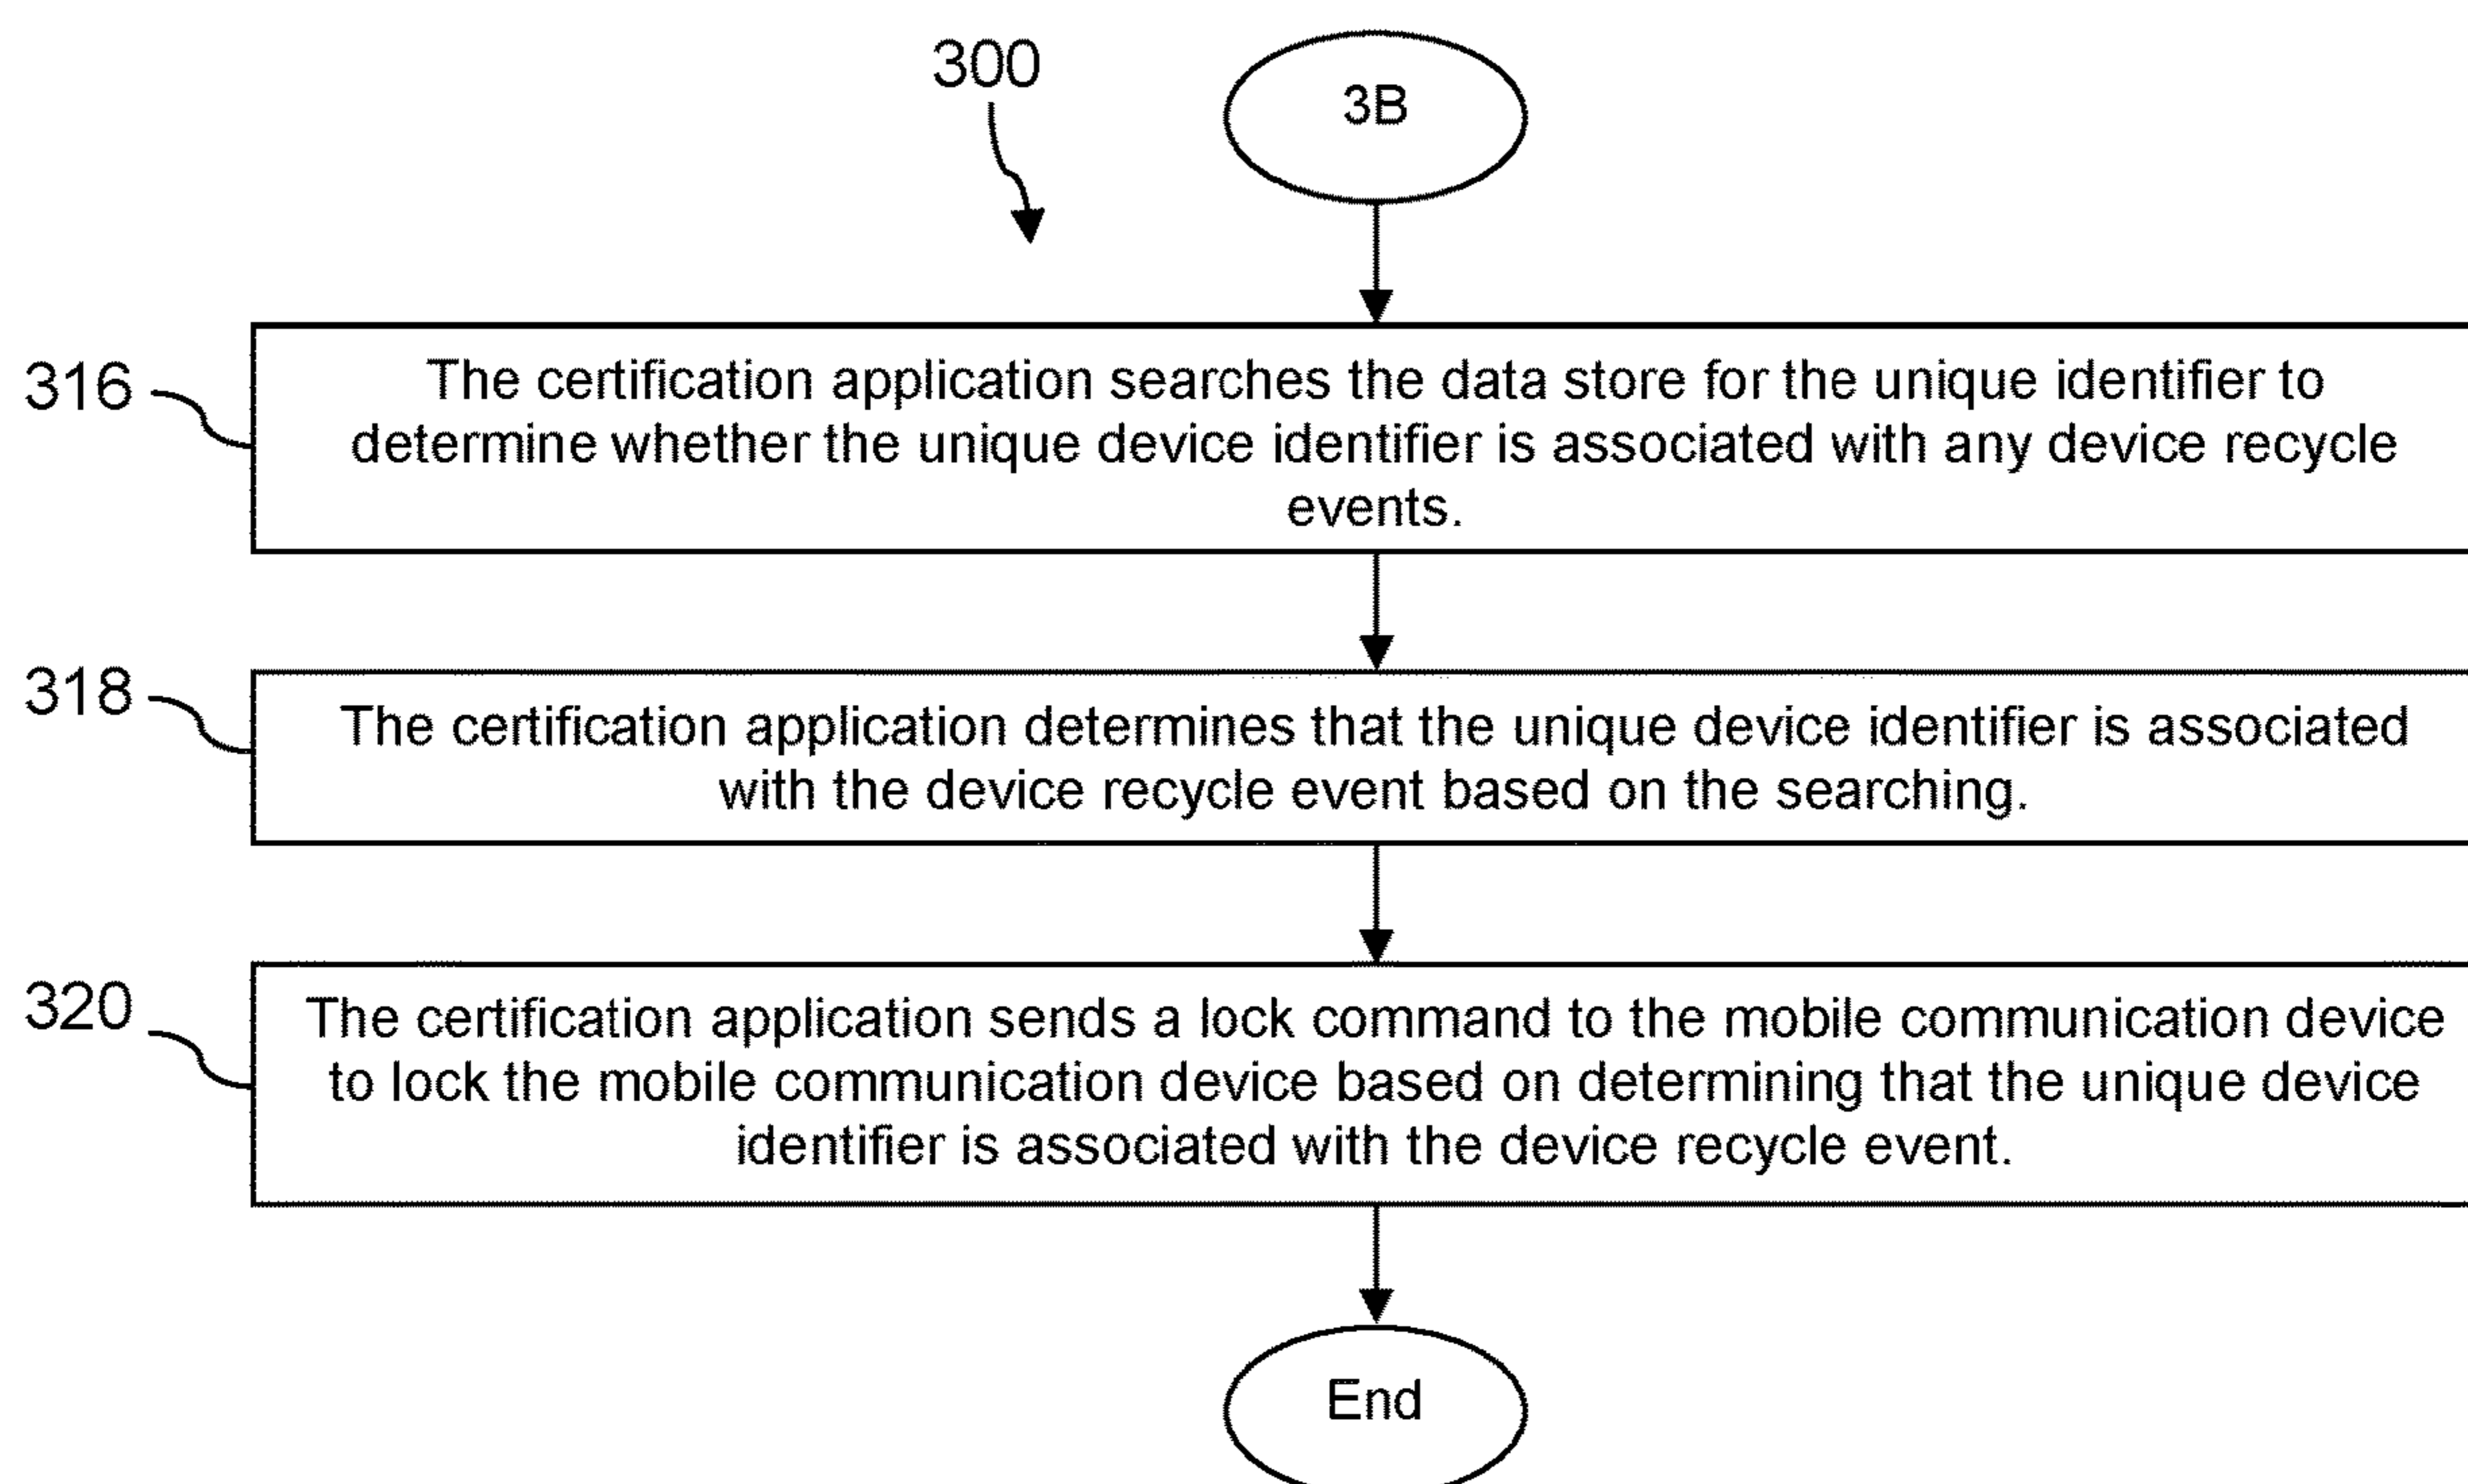 300
3B
316
The certification application searches the data store for the unique identifier to
determine whether the unique device identifier is associated with any device recycle
events.
318
The certification application determines that the unique device identifier is associated
with the device recycle event based on the searching.
320
The certification application sends a lock command to the mobile communication device
to lock the mobile communication device based on determining that the unique device
identifier is associated with the device recycle event.
End